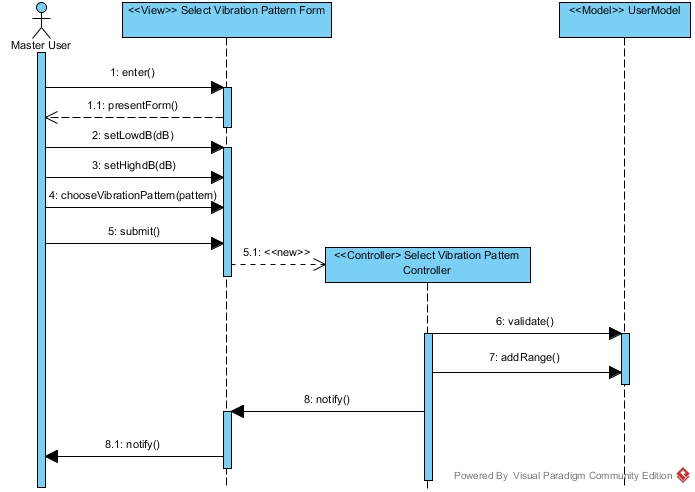 <<View>> Select Vibration Pattern Form
<<Model>> UserModel
Master User
1: enter()
1.1: presentForm()
2: setLowdB(dB)
3: setHighdB(dB)
4: chooseVibrationPattern(pattern)
5: submit()
5.1: <<new>>
<<Controller> Select Vibration Pattern
Controller
6: validate()
7: addRange()
8: notify()
8.1: notify()
Powered By Visual Paradigm Community Edition